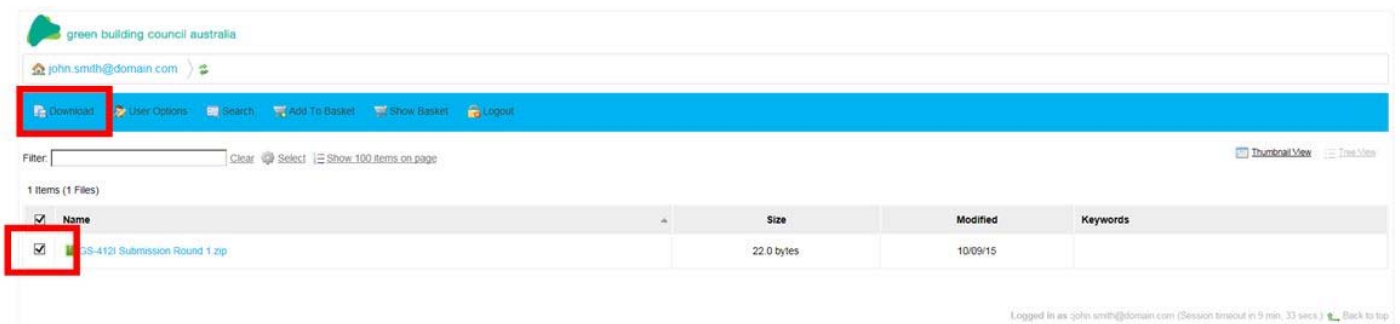 green building council australia
john.smith@domain.com
Download User Options Search Add To Basket Show Basket Logout
Filter: Clear Select Show 100 items on page Thumbnail View Tree View
1 Items (1 Files)
Name Size Modified Keywords
GS-412I Submission Round 1.zip 22.0 bytes 10/09/15
Logged in as :john.smith@domain.com (Session timeout in 9 min. 33 secs.) Back to top